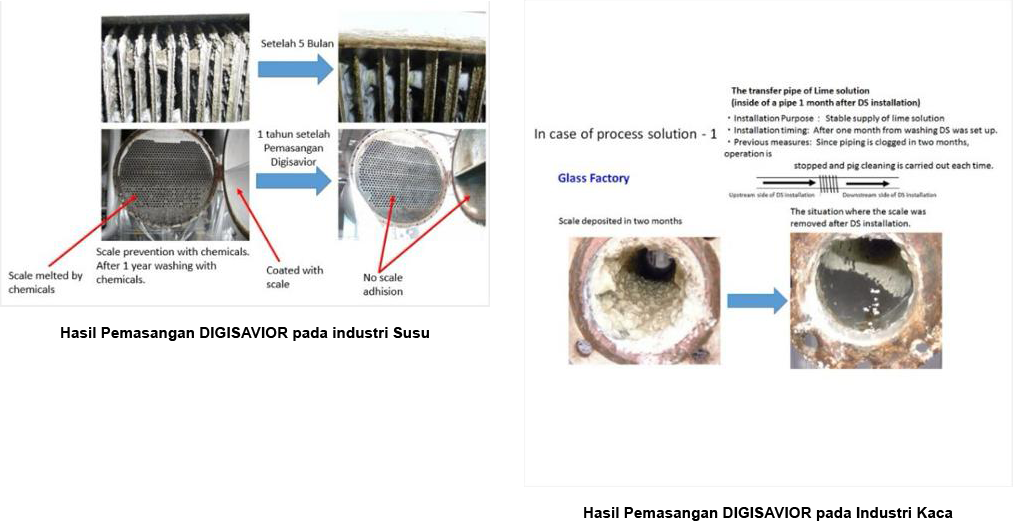 Setelah 5 Bulan
1 tahun setelah
Pemasangan
Digisavior
Scale prevention with chemicals.
After 1 year washing with
chemicals.
Scale melted by
chemicals
Coated with
scale
No scale
adhision
Hasil Pemasangan DIGISAVIOR pada industri Susu
The transfer pipe of Lime solution
(inside of a pipe 1 month after DS installation)
・Installation Purpose : Stable supply of lime solution
・Installation timing: After one month from washing DS was set up.
・Previous measures: Since piping is clogged in two months,
operation is
stopped and pig cleaning is carried out each time.
In case of process solution - 1
Glass Factory
Upstream side of DS installation
Downstream side of DS installation
Scale deposited in two months
The situation where the scale was
removed after DS installation.
Hasil Pemasangan DIGISAVIOR pada Industri Kaca